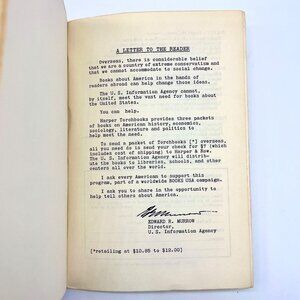 A LETTER TO THE READER
Overseas, there is considerable belief
that we are a country of extreme conservatism and
that we cannot accommodate to social change.
Books about America in the hands of
readers abroad can help change those ideas.
The U. S. Information Agency cannot,
by itself, meet the vast need for books about
the United States.
Harper Torchbooks provides three packets
of books on American history, economics,
sociology, literature and politics to
help meet the need.
To send a packet of Torchbooks [*] overseas,
all you need to do is send your check for $7 (which
includes cost of shipping) to Harper & Row.
The U. S. Information Agency will distrib-
ute the books to libraries, schools, and other
centers all over the world.
I ask every American to support this
program, part of a worldwide BOOKS USA campaign.
I ask you to share in the opportunity to
help tell others about America.
EDWARD R. MURROW
Director,
U. S. Information Agency
[*retailing at $10.85 to $12.00]